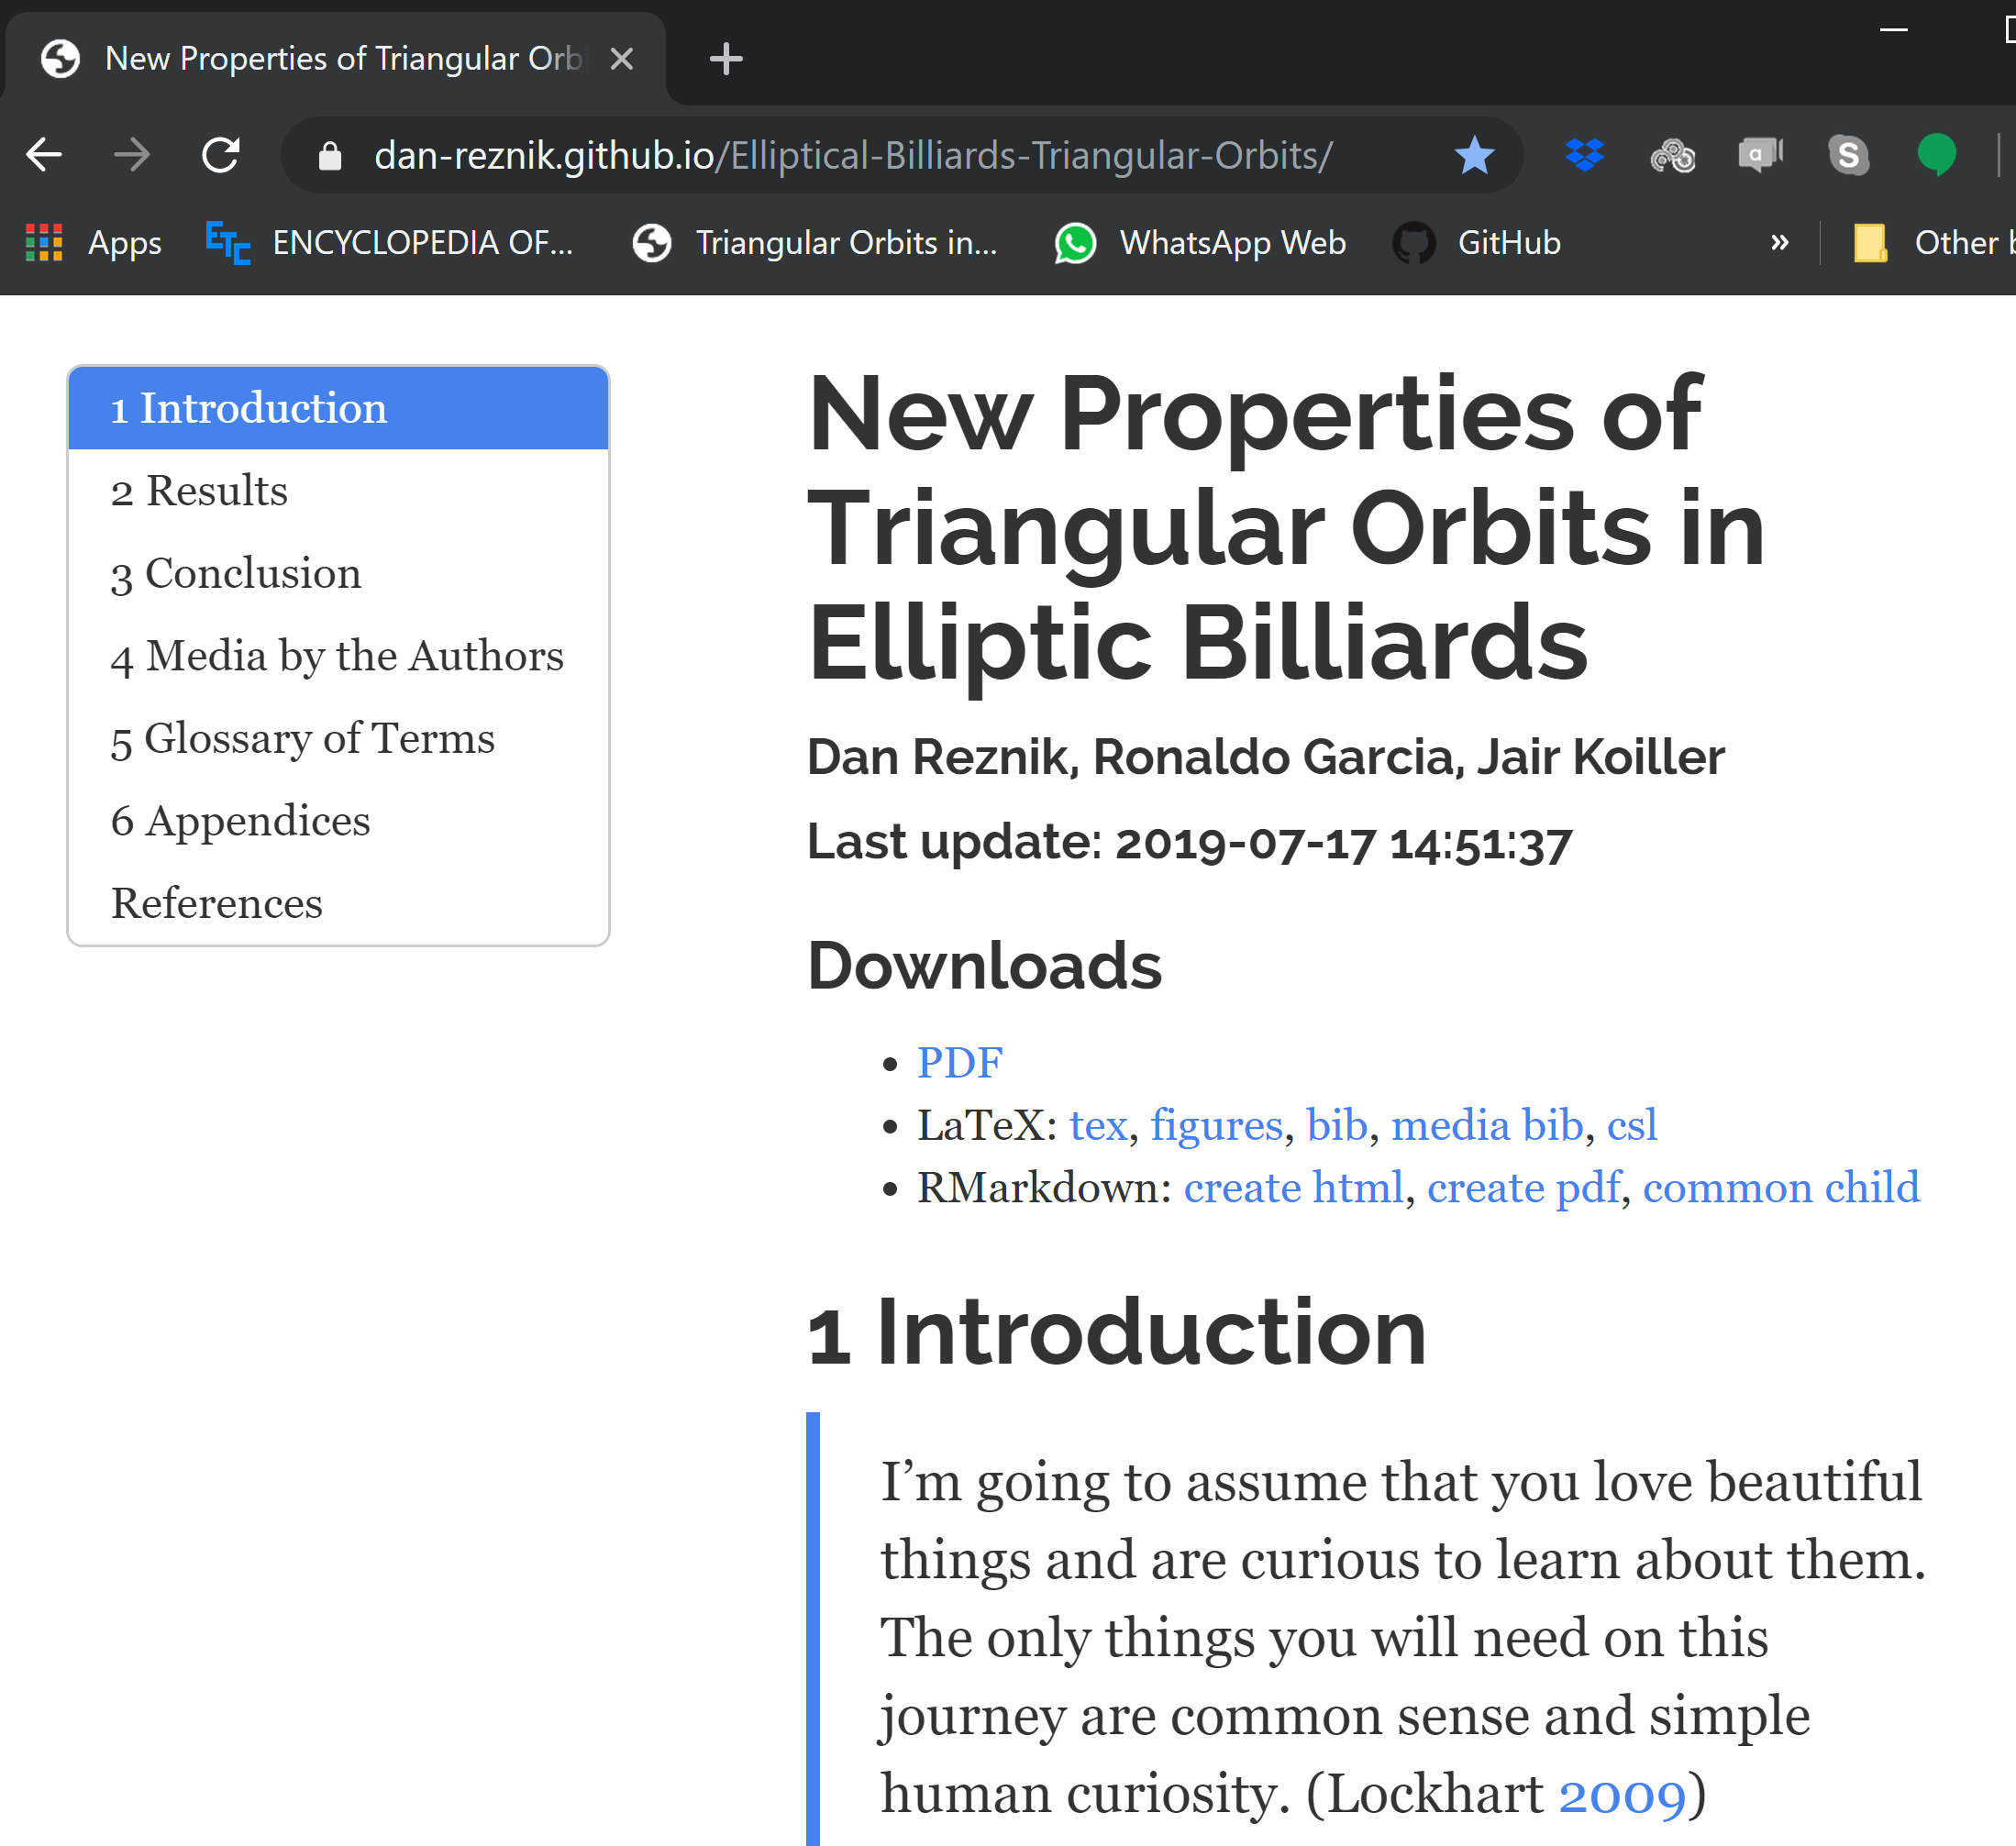 New Properties of Triangular Orb
dan-reznik.github.io/Elliptical-Billiards-Triangular-Orbits/
Apps ENCYCLOPEDIA OF... Triangular Orbits in... WhatsApp Web GitHub » Other b
1 Introduction
2 Results
3 Conclusion
4 Media by the Authors
5 Glossary of Terms
6 Appendices
References
New Properties of
Triangular Orbits in
Elliptic Billiards
Dan Reznik, Ronaldo Garcia, Jair Koiller
Last update: 2019-07-17 14:51:37
Downloads
• PDF
• LaTeX: tex, figures, bib, media bib, csl
• RMarkdown: create html, create pdf, common child
1 Introduction
I’m going to assume that you love beautiful
things and are curious to learn about them.
The only things you will need on this
journey are common sense and simple
human curiosity. (Lockhart 2009)